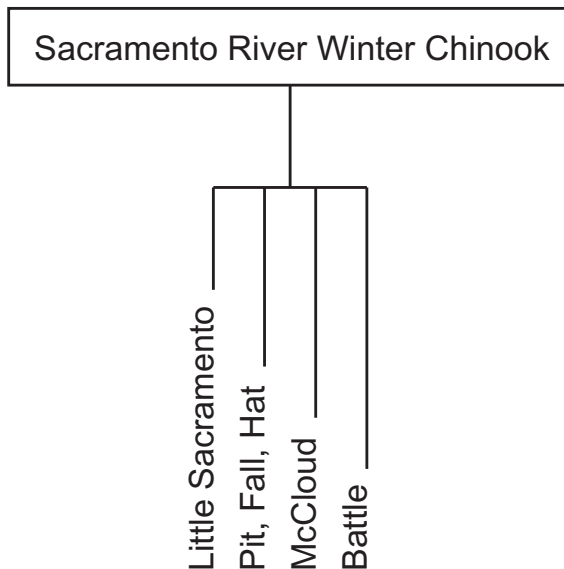 Sacramento River Winter Chinook
Little Sacramento
Pit, Fall, Hat
McCloud
Battle